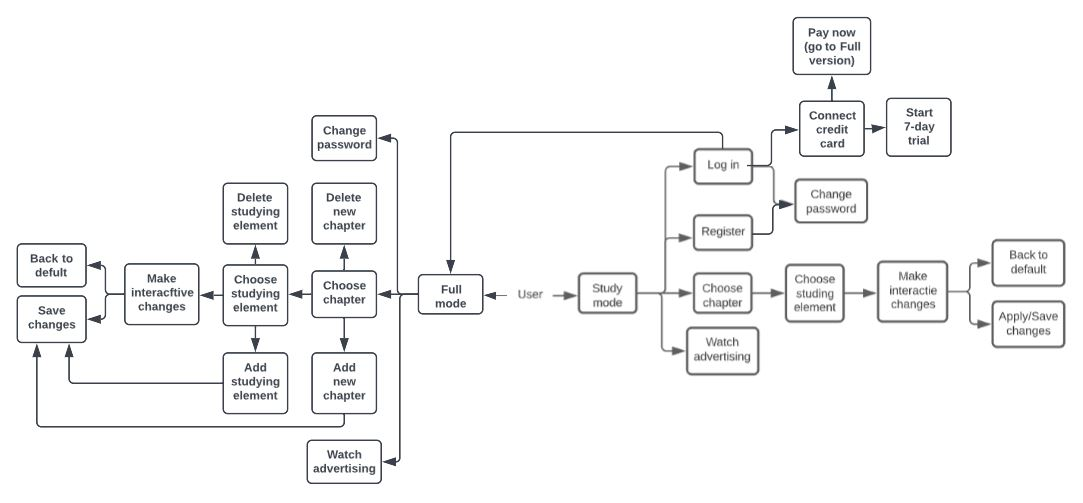 Pay now
(go to Full
version)
Connect
credit
card
Start
7-day
trial
Change
password
Log in
Change
password
Delete
studying
element
Delete
new
chapter
Register
Back to
defult
Make
interacftive
changes
Choose
studying
element
Choose
chapter
Full
mode
User
Study
mode
Choose
chapter
Choose
studing
element
Make
interactie
changes
Back to
default
Save
changes
Apply/Save
changes
Watch
advertising
Add
studying
element
Add
new
chapter
Watch
advertising